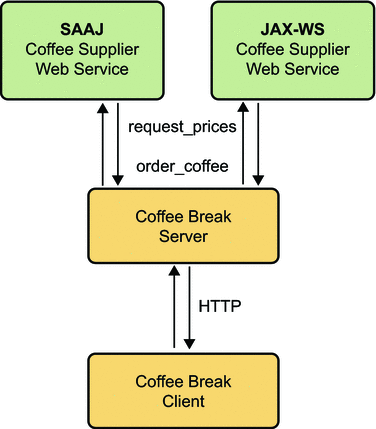 SAAJ
Coffee Supplier
Web Service
JAX-WS
Coffee Supplier
Web Service
request_prices
order_coffee
Coffee Break
Server
HTTP
Coffee Break
Client